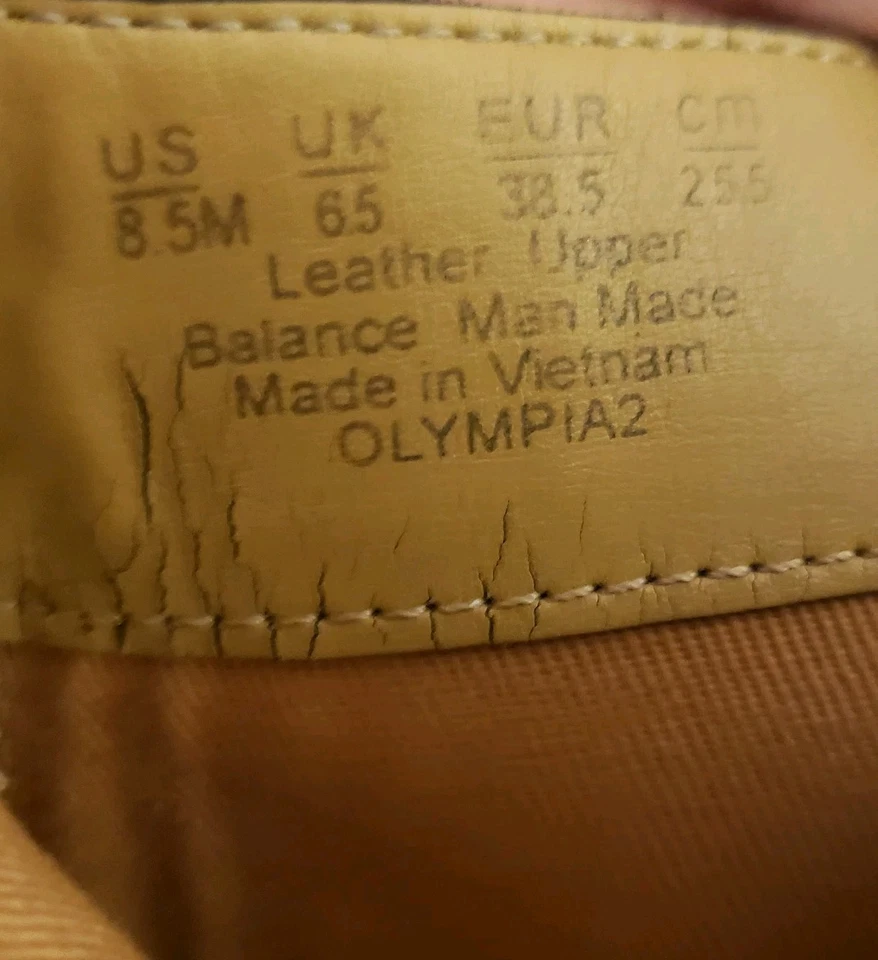 US UK EUR cm
8.5M 6.5 38.5 25.5
Leather Upper
Balance Man Made
Made in Vietnam
OLYMPIA2